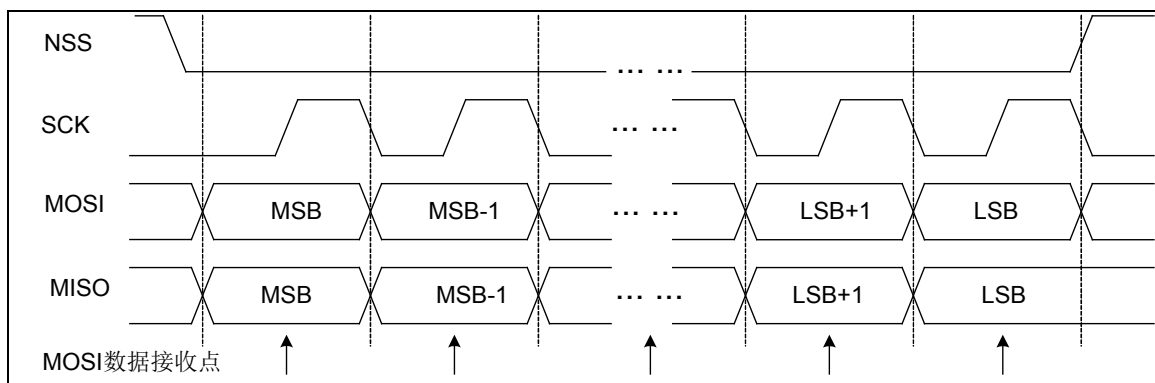 NSS
... ...
SCK
... ...
MOSI
MSB
MSB-1
... ...
LSB+1
LSB
MISO
MSB
MSB-1
... ...
LSB+1
LSB
MOSI数据接收点